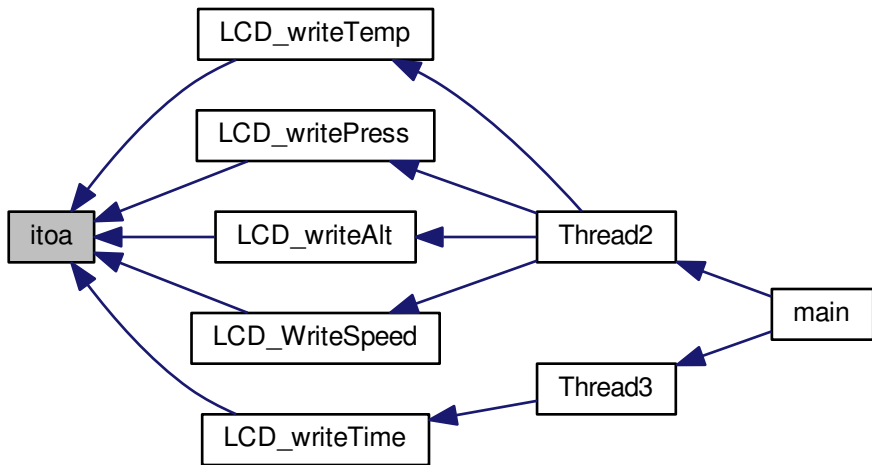 LCD_writeTemp
LCD_writePress
itoa
LCD_writeAlt
Thread2
main
LCD_WriteSpeed
Thread3
LCD_writeTime